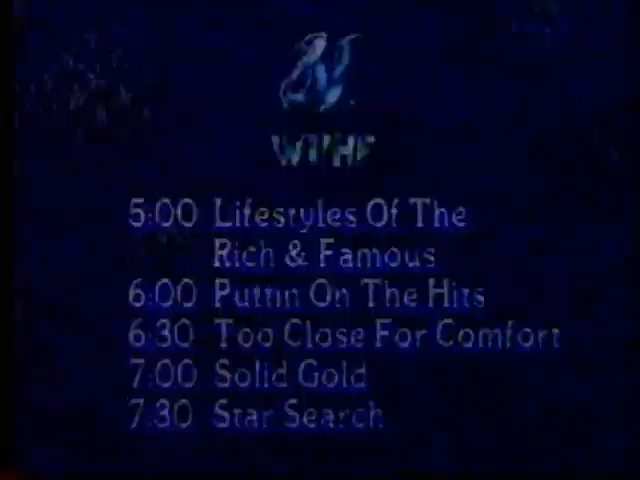 5:00 Lifestyles Of The
Rich & Famous
6:00 Puttin On The Hits
6:30 Too Close For Comfort
7:00 Solid Gold
7:30 Star Search